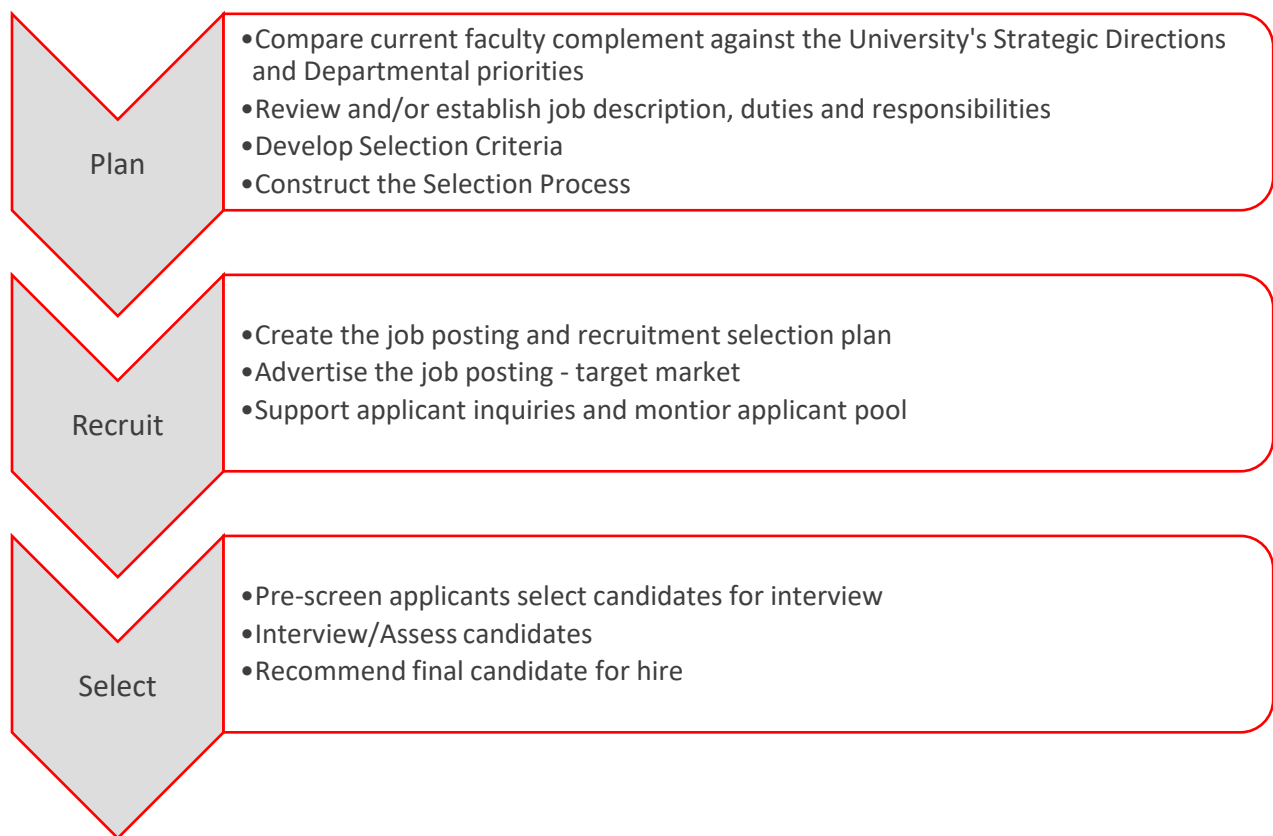 Plan
•Compare current faculty complement against the University's Strategic Directions
and Departmental priorities
•Review and/or establish job description, duties and responsibilities
•Develop Selection Criteria
•Construct the Selection Process
Recruit
•Create the job posting and recruitment selection plan
•Advertise the job posting - target market
•Support applicant inquiries and montior applicant pool
Select
•Pre-screen applicants select candidates for interview
•Interview/Assess candidates
•Recommend final candidate for hire